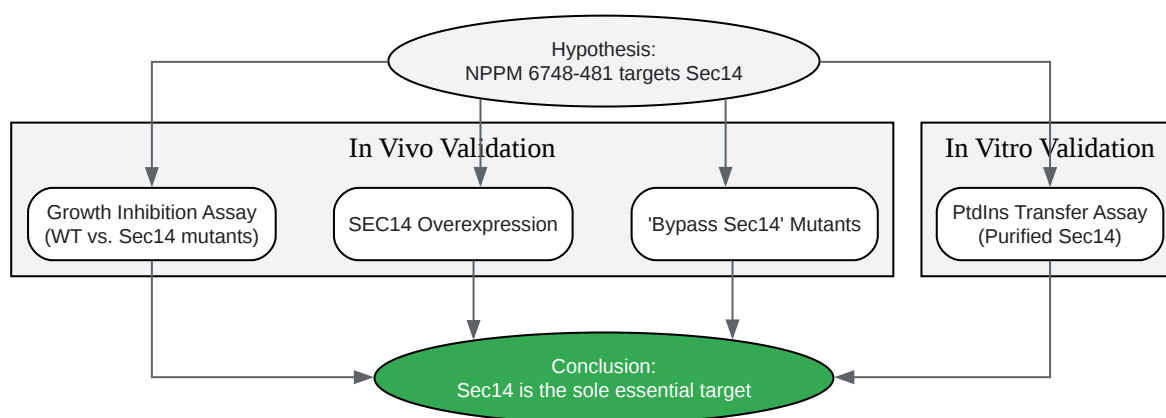 Hypothesis:
NPPM 6748-481 targets Sec14
In Vivo Validation
In Vitro Validation
Growth Inhibition Assay
(WT vs. Sec14 mutants)
SEC14 Overexpression
'Bypass Sec14' Mutants
PtdIns Transfer Assay
(Purified Sec14)
Conclusion:
Sec14 is the sole essential target